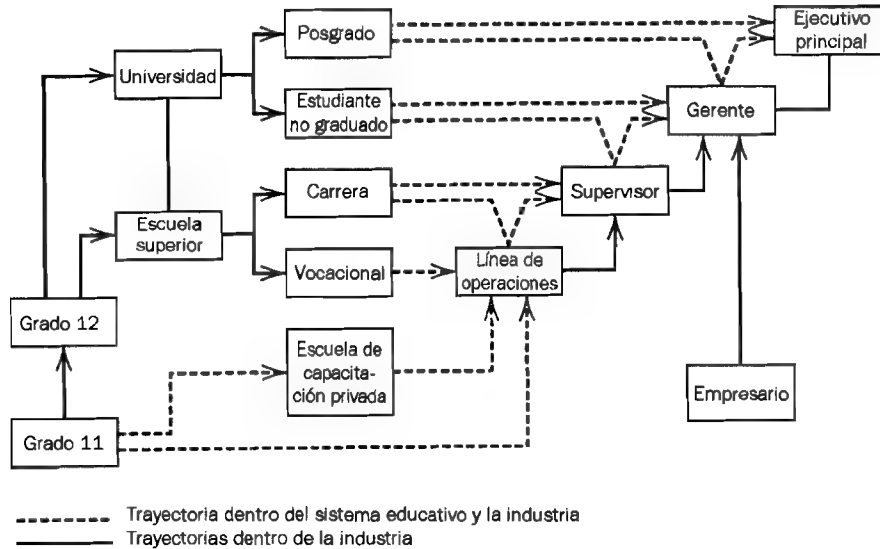 Posgrado
Ejecutivo
principal
Universidad
Estudiante
no graduado
Gerente
Carrera
Supervisor
Escuela
superior
Vocacional
Línea de
operaciones
Grado 12
Escuela de
capacita-
ción privada
Empresario
Grado 11
Trayectoria dentro del sistema educativo y la industria
Trayectorias dentro de la industria